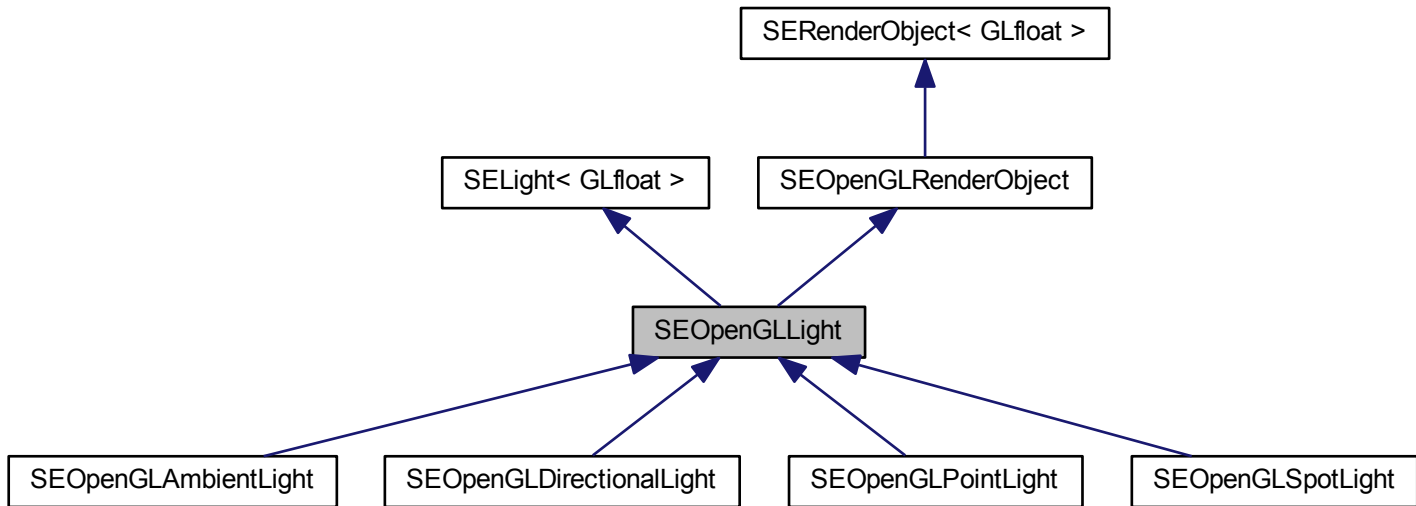 SERenderObject< GLfloat >
SELight< GLfloat >
SEOpenGLRenderObject
SEOpenGLLight
SEOpenGLAmbientLight
SEOpenGLDirectionalLight
SEOpenGLPointLight
SEOpenGLSpotLight